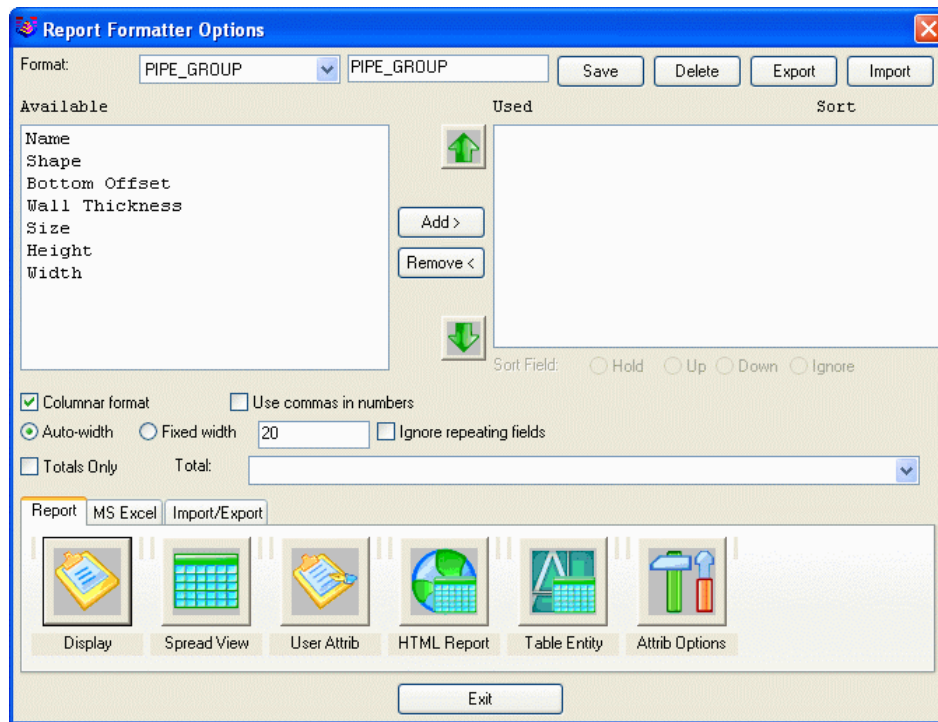 Report Formatter Options
Format: PIPE_GROUP PIPE_GROUP Save Delete Export Import
Available Used Sort
Name
Shape
Bottom Offset
Wall Thickness
Size
Height
Width
Add >
Remove <
Sort Field: Hold Up Down Ignore
Columnar format Use commas in numbers
Auto-width Fixed width 20 Ignore repeating fields
Totals Only Total:
Report MS Excel Import/Export
Display Spread View User Attrib HTML Report Table Entity Attrib Options
Exit